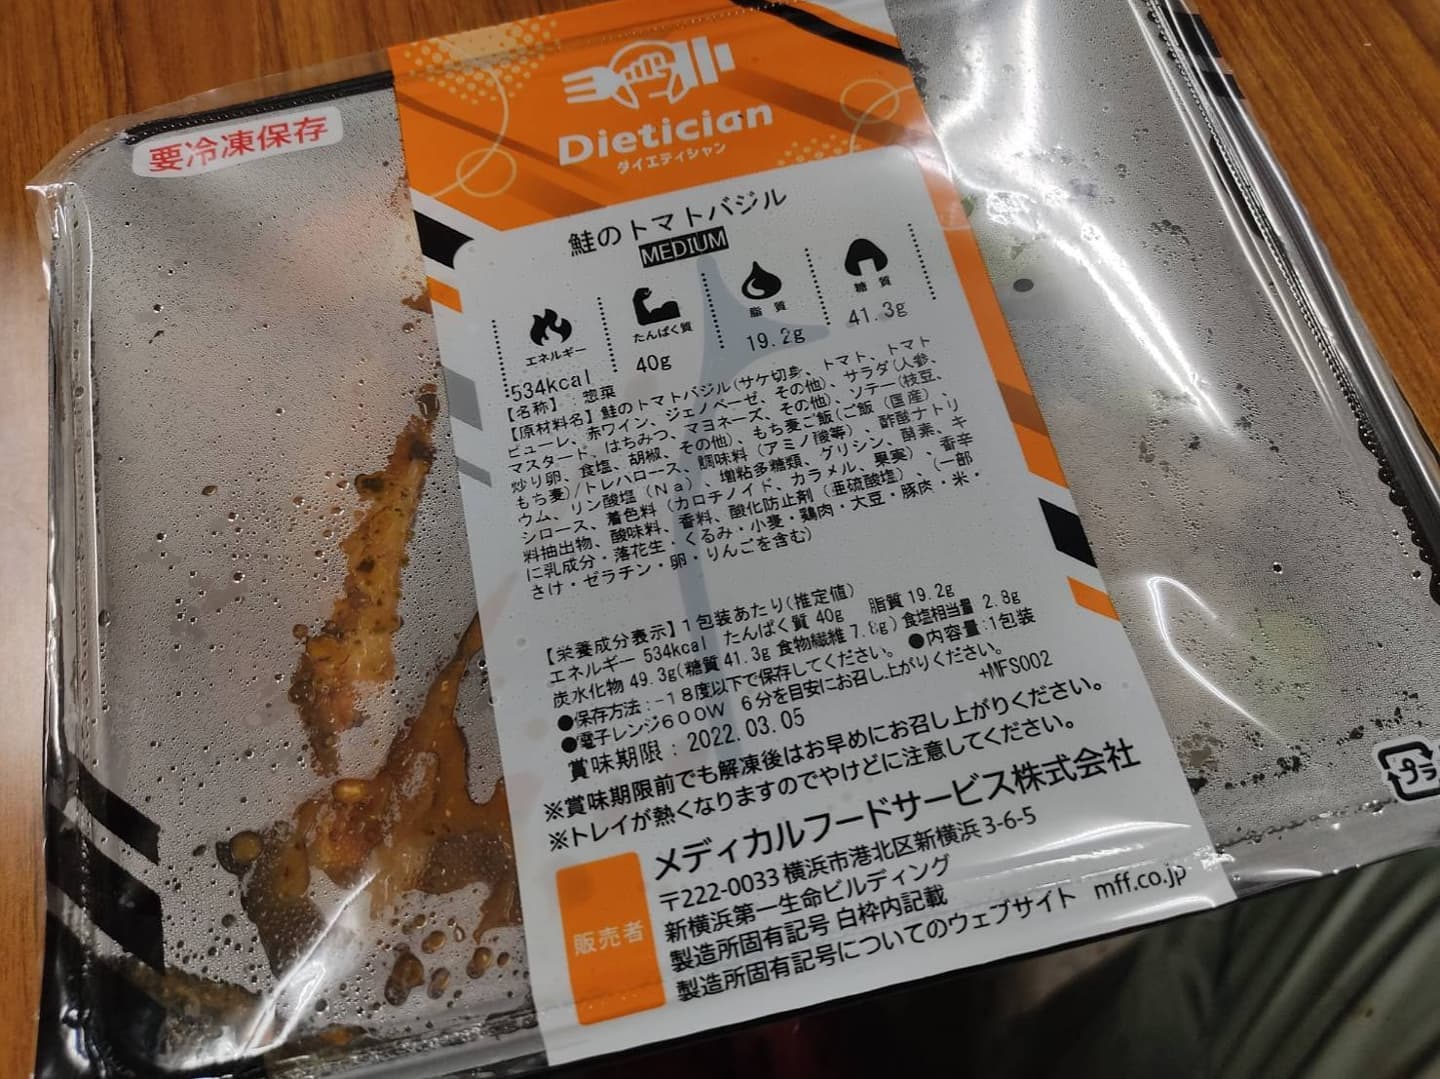 要冷凍保存
Dietician
ダイエティシャン
鮭のトマトバジル
MEDIUM
エネルギー
たんぱく質
脂質
糖質
534kcal
40g
19.2g
41.3g
【名称】:惣菜
【原材料名】鮭のトマトバジル(サケ切身、トマト、トマト
ピューレ、赤ワイン、ジェノベーゼ、その他)、サラダ(人参、
マスタード、はちみつ、マヨネーズ、その他)、ソテー(枝豆、
炒り卵、食塩、胡椒、その他)、もち麦ご飯(ご飯(国産)、
もち麦)/トレハロース、調味料(アミノ酸等)、酢酸ナトリ
ウム、リン酸塩(Na)、増粘多糖類、グリシン、酵素、キ
シロース、着色料(カロチノイド、カラメル、果実)、香辛
料抽出物、酸味料、香料、酸化防止剤(亜硫酸塩)、(一部
に乳成分・落花生・くるみ・小麦・鶏肉・大豆・豚肉・米・
さけ・ゼラチン・卵・りんごを含む)
【栄養成分表示】1包装あたり(推定値)
エネルギー 534kcal たんぱく質 40g 脂質 19.2g
炭水化物 49.3g(糖質 41.3g 食物繊維 7.8g) 食塩相当量 2.8g
●保存方法:-18度以下で保存してください。 ●内容量:1包装
●電子レンジ600W 6分を目安にお召し上がりください。
賞味期限:2022.03.05 +MFS002
※賞味期限前でも解凍後はお早めにお召し上がりください。
※トレイが熱くなりますのでやけどに注意してください。
販売者
メディカルフードサービス株式会社
〒222-0033 横浜市港北区新横浜 3-6-5
新横浜第一生命ビルディング
製造所固有記号 白枠内記載
製造所固有記号についてのウェブサイト mff.co.jp
プラ